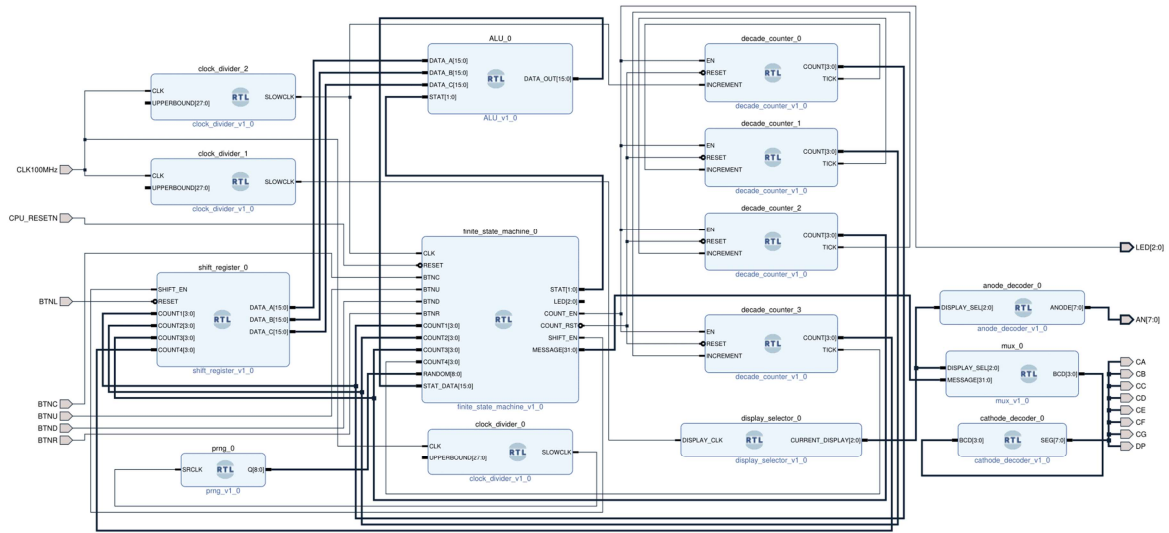 clock_divider_2
CLK
UPPERBOUND[27:0]
SLOWCLK
RTL
clock_divider_v1_0
clock_divider_1
CLK
UPPERBOUND[27:0]
SLOWCLK
RTL
clock_divider_v1_0
CLK100MHz
CPU_RESETN
BTNL
BTNC
BTNU
BTND
BTNR
shift_register_0
SHIFT_EN
RESET
COUNT1[3:0]
COUNT2[3:0]
COUNT3[3:0]
COUNT4[3:0]
DATA_A[15:0]
DATA_B[15:0]
DATA_C[15:0]
RTL
shift_register_v1_0
prng_0
SRCLK
RTL
Q[8:0]
prng_v1_0
ALU_0
DATA_A[15:0]
DATA_B[15:0]
DATA_C[15:0]
STAT[1:0]
DATA_OUT[15:0]
RTL
ALU_v1_0
finite_state_machine_0
CLK
RESET
BTNC
BTNU
BTND
BTNR
COUNT1[3:0]
COUNT2[3:0]
COUNT3[3:0]
COUNT4[3:0]
RANDOM[8:0]
STAT_DATA[15:0]
STAT[1:0]
LED[2:0]
COUNT_EN
COUNT_RST
SHIFT_EN
MESSAGE[31:0]
RTL
finite_state_machine_v1_0
clock_divider_0
CLK
UPPERBOUND[27:0]
SLOWCLK
RTL
clock_divider_v1_0
decade_counter_0
EN
RESET
INCREMENT
COUNT[3:0]
TICK
RTL
decade_counter_v1_0
decade_counter_1
EN
RESET
INCREMENT
COUNT[3:0]
TICK
RTL
decade_counter_v1_0
decade_counter_2
EN
RESET
INCREMENT
COUNT[3:0]
TICK
RTL
decade_counter_v1_0
decade_counter_3
EN
RESET
INCREMENT
COUNT[3:0]
TICK
RTL
decade_counter_v1_0
display_selector_0
DISPLAY_CLK
RTL
CURRENT_DISPLAY[2:0]
display_selector_v1_0
anode_decoder_0
DISPLAY_SEL[2:0]
RTL
ANODE[7:0]
anode_decoder_v1_0
mux_0
DISPLAY_SEL[2:0]
MESSAGE[31:0]
RTL
BCD[3:0]
mux_v1_0
cathode_decoder_0
BCD[3:0]
RTL
SEG[7:0]
cathode_decoder_v1_0
LED[2:0]
AN[7:0]
CA
CB
CC
CD
CE
CF
CG
DP